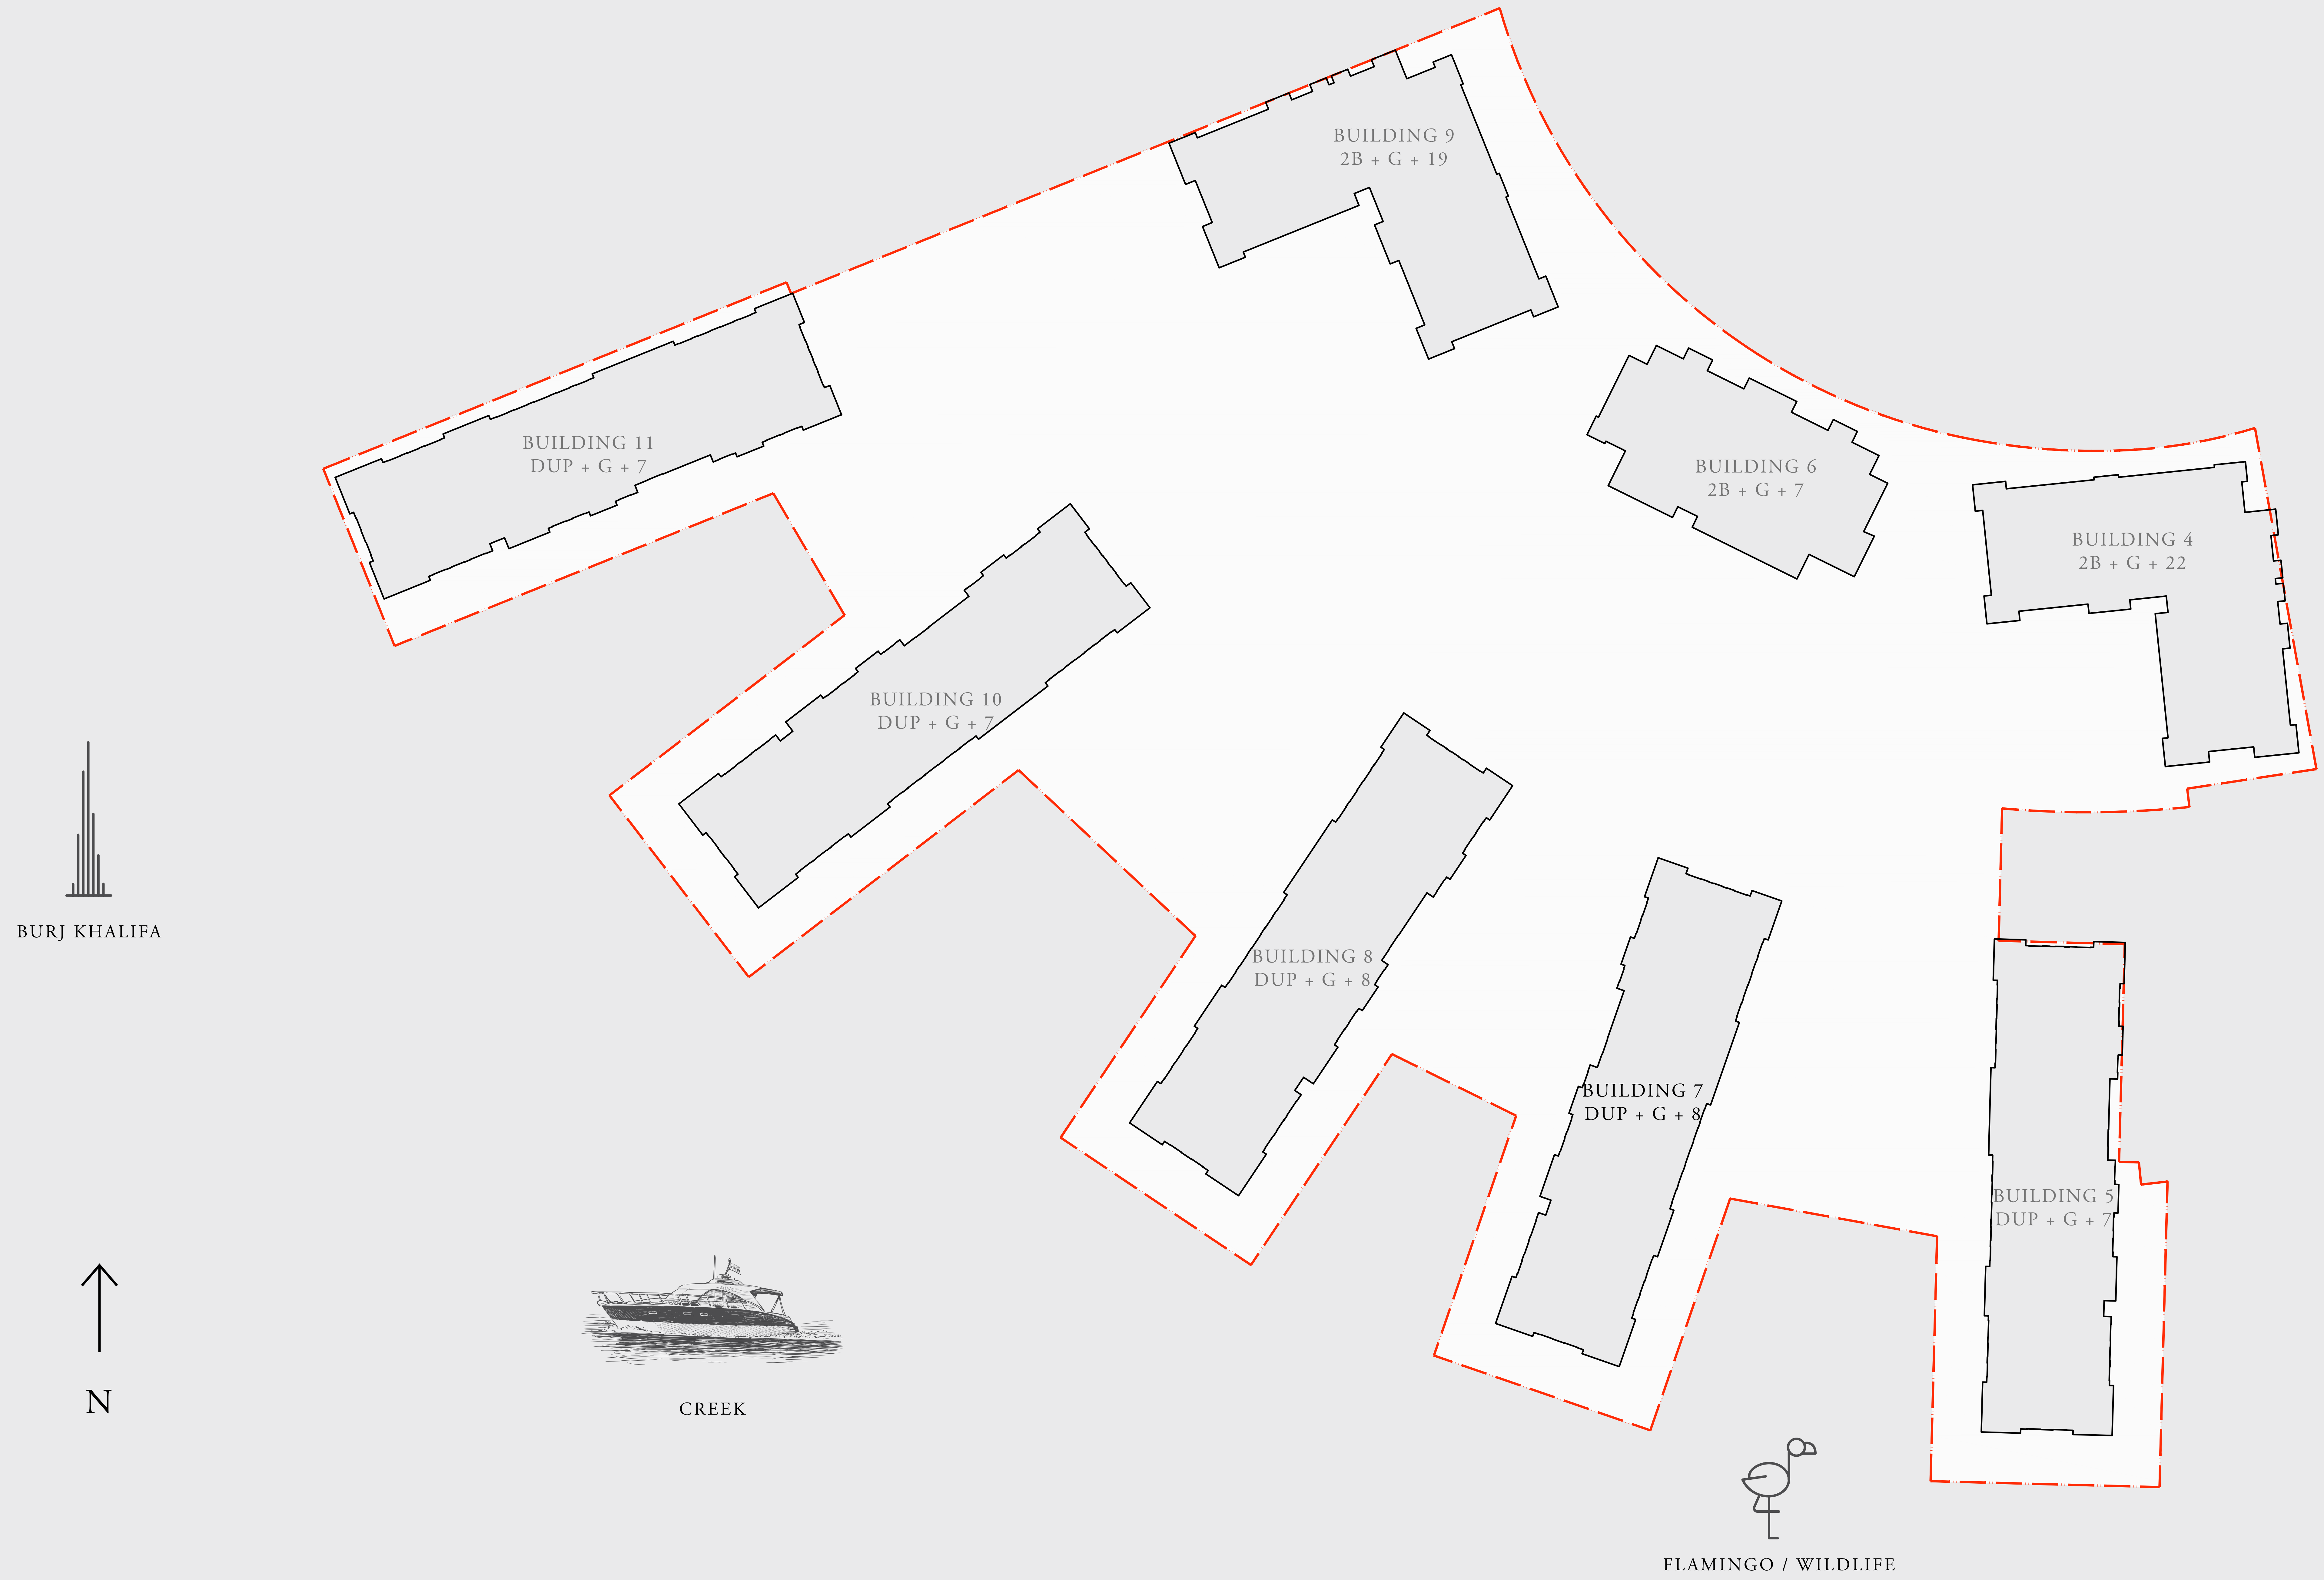 BUILDING 9
2B + G + 19
BUILDING 11
DUP + G + 7
BUILDING 6
2B + G + 7
BUILDING 4
2B + G + 22
BUILDING 10
DUP + G + 7
BURJ KHALIFA
BUILDING 8
DUP + G + 8
BUILDING 7
DUP + G + 8
BUILDING 5
DUP + G + 7
N
CREEK
FLAMINGO / WILDLIFE